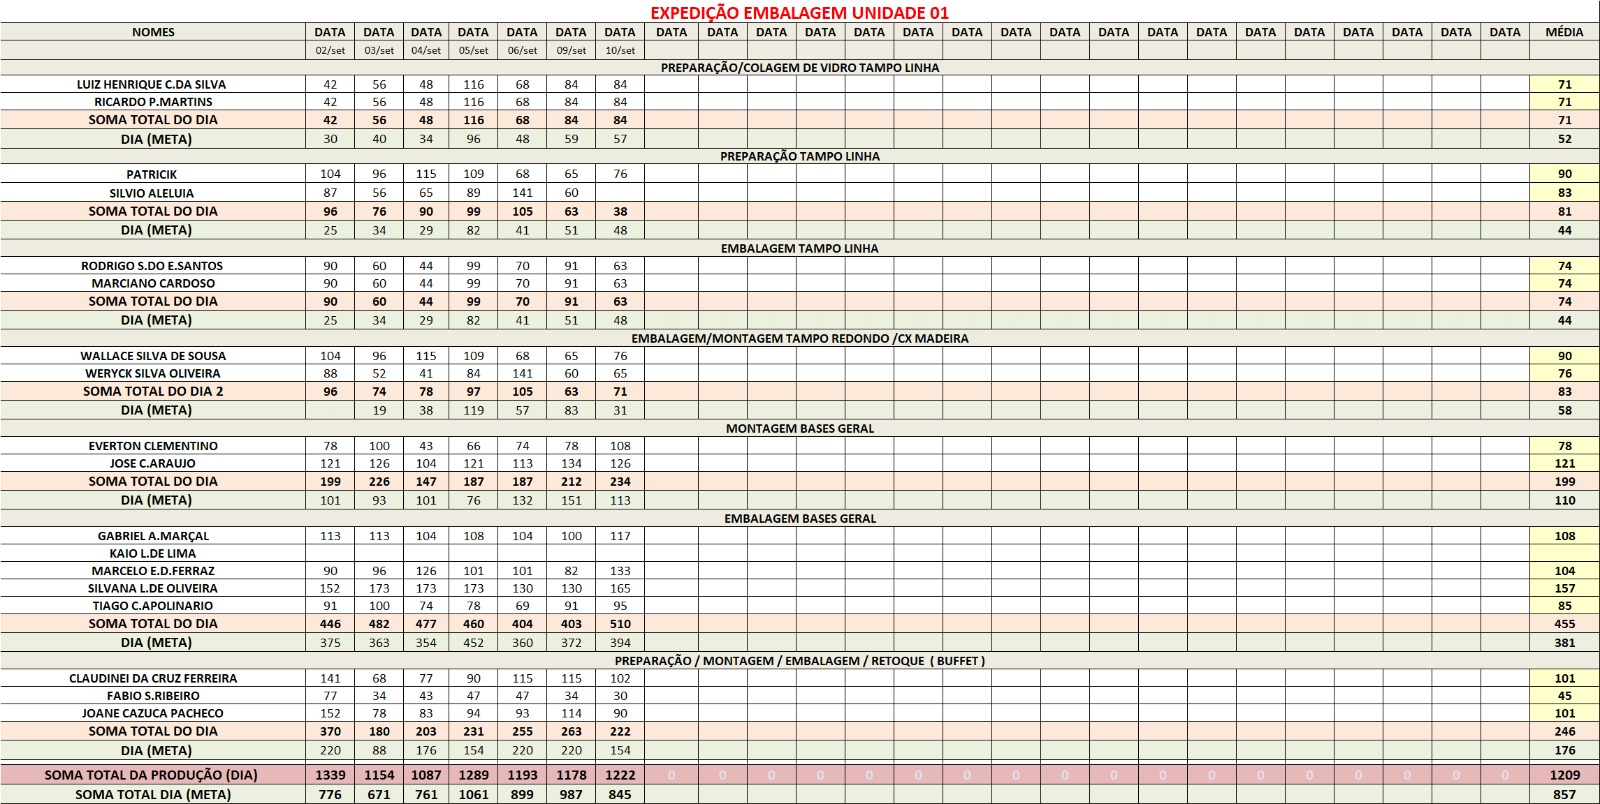 EXPEDIÇÃO EMBALAGEM UNIDADE 01
NOMES DATA DATA DATA DATA DATA DATA DATA DATA DATA DATA DATA DATA DATA DATA DATA DATA DATA DATA DATA DATA DATA DATA DATA DATA DATA MÉDIA
02/set 03/set 04/set 05/set 06/set 09/set 10/set
PREPARAÇÃO/COLAGEM DE VIDRO TAMPO LINHA
LUIZ HENRIQUE C.DA SILVA 42 56 48 116 68 84 84 71
RICARDO P.MARTINS 42 56 48 116 68 84 84 71
SOMA TOTAL DO DIA 42 56 48 116 68 84 84 71
DIA (META) 30 40 34 96 48 59 57 52
PREPARAÇÃO TAMPO LINHA
PATRICIK 104 96 115 109 68 65 76 90
SILVIO ALELUIA 87 56 65 89 141 60 83
SOMA TOTAL DO DIA 96 76 90 99 105 63 38 81
DIA (META) 25 34 29 82 41 51 48 44
EMBALAGEM TAMPO LINHA
RODRIGO S.DO E.SANTOS 90 60 44 99 70 91 63 74
MARCIANO CARDOSO 90 60 44 99 70 91 63 74
SOMA TOTAL DO DIA 90 60 44 99 70 91 63 74
DIA (META) 25 34 29 82 41 51 48 44
EMBALAGEM/MONTAGEM TAMPO REDONDO /CX MADEIRA
WALLACE SILVA DE SOUSA 104 96 115 109 68 65 76 90
WERYCK SILVA OLIVEIRA 88 52 41 84 141 60 65 76
SOMA TOTAL DO DIA 2 96 74 78 97 105 63 71 83
DIA (META) 19 38 119 57 83 31 58
MONTAGEM BASES GERAL
EVERTON CLEMENTINO 78 100 43 66 74 78 108 78
JOSE C.ARAUJO 121 126 104 121 113 134 126 121
SOMA TOTAL DO DIA 199 226 147 187 187 212 234 199
DIA (META) 101 93 101 76 132 151 113 110
EMBALAGEM BASES GERAL
GABRIEL A.MARÇAL 113 113 104 108 104 100 117 108
KAIO L.DE LIMA
MARCELO E.D.FERRAZ 90 96 126 101 101 82 133 104
SILVANA L.DE OLIVEIRA 152 173 173 173 130 130 165 157
TIAGO C.APOLINARIO 91 100 74 78 69 91 95 85
SOMA TOTAL DO DIA 446 482 477 460 404 403 510 455
DIA (META) 375 363 354 452 360 372 394 381
PREPARAÇÃO / MONTAGEM / EMBALAGEM / RETOQUE ( BUFFET )
CLAUDINEI DA CRUZ FERREIRA 141 68 77 90 115 115 102 101
FABIO S.RIBEIRO 77 34 43 47 47 34 30 45
JOANE CAZUCA PACHECO 152 78 83 94 93 114 90 101
SOMA TOTAL DO DIA 370 180 203 231 255 263 222 246
DIA (META) 220 88 176 154 220 220 154 176
SOMA TOTAL DA PRODUÇÃO (DIA) 1339 1154 1087 1289 1193 1178 1222 0 0 0 0 0 0 0 0 0 0 0 0 0 0 0 0 0 0 1209
SOMA TOTAL DIA (META) 776 671 761 1061 899 987 845 857